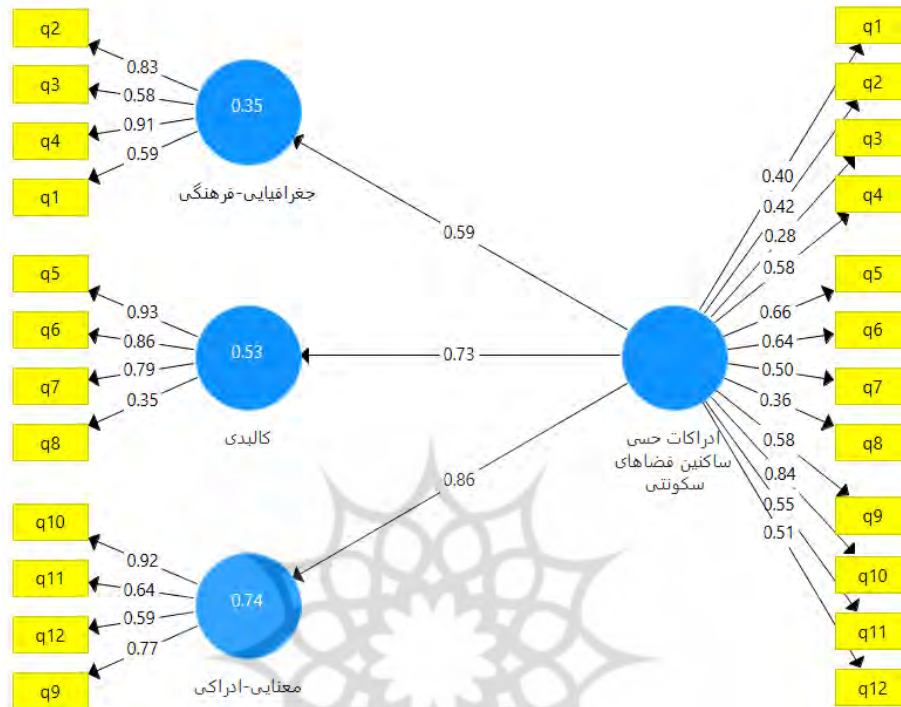 q2
q3
q4
q1
0.83
0.58
0.91
0.59
0.35
جغرافیایی-فرهنگی
q5
q6
q7
q8
0.93
0.86
0.79
0.35
0.53
کالبدی
q10
q11
q12
q9
0.92
0.64
0.59
0.77
0.74
معنایی-ادراکی
0.59
0.73
0.86
ادراکات حسی
ساکنین فضاهای
سکونتی
0.40
0.42
0.28
0.58
0.66
0.64
0.50
0.36
0.58
0.84
0.55
0.51
q1
q2
q3
q4
q5
q6
q7
q8
q9
q10
q11
q12